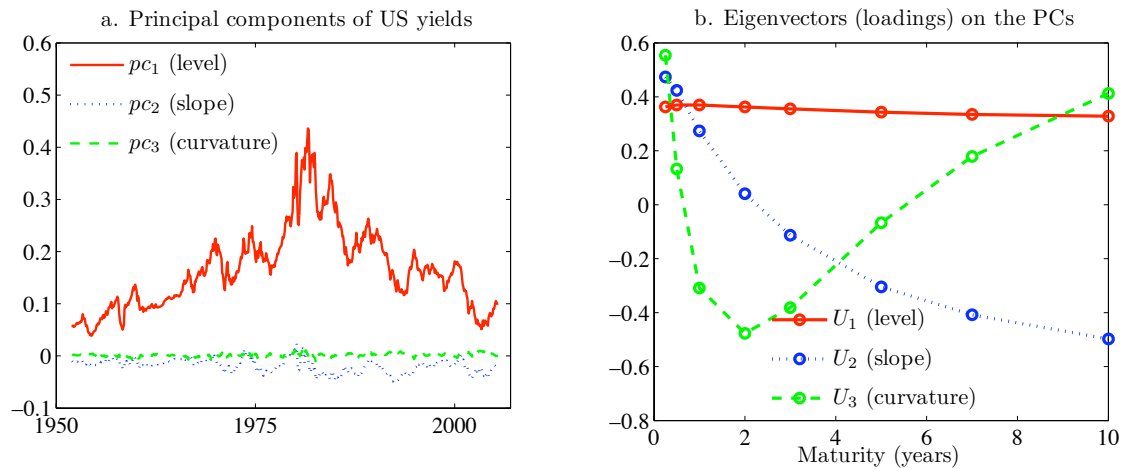 a. Principal components of US yields
0.6
0.5
0.4
0.3
0.2
0.1
0
−0.1
1950
1975
2000
pc1 (level)
pc2 (slope)
pc3 (curvature)
b. Eigenvectors (loadings) on the PCs
0.6
0.4
0.2
0
−0.2
−0.4
−0.6
−0.8
U1 (level)
U2 (slope)
U3 (curvature)
0
2
4
6
8
10
Maturity (years)